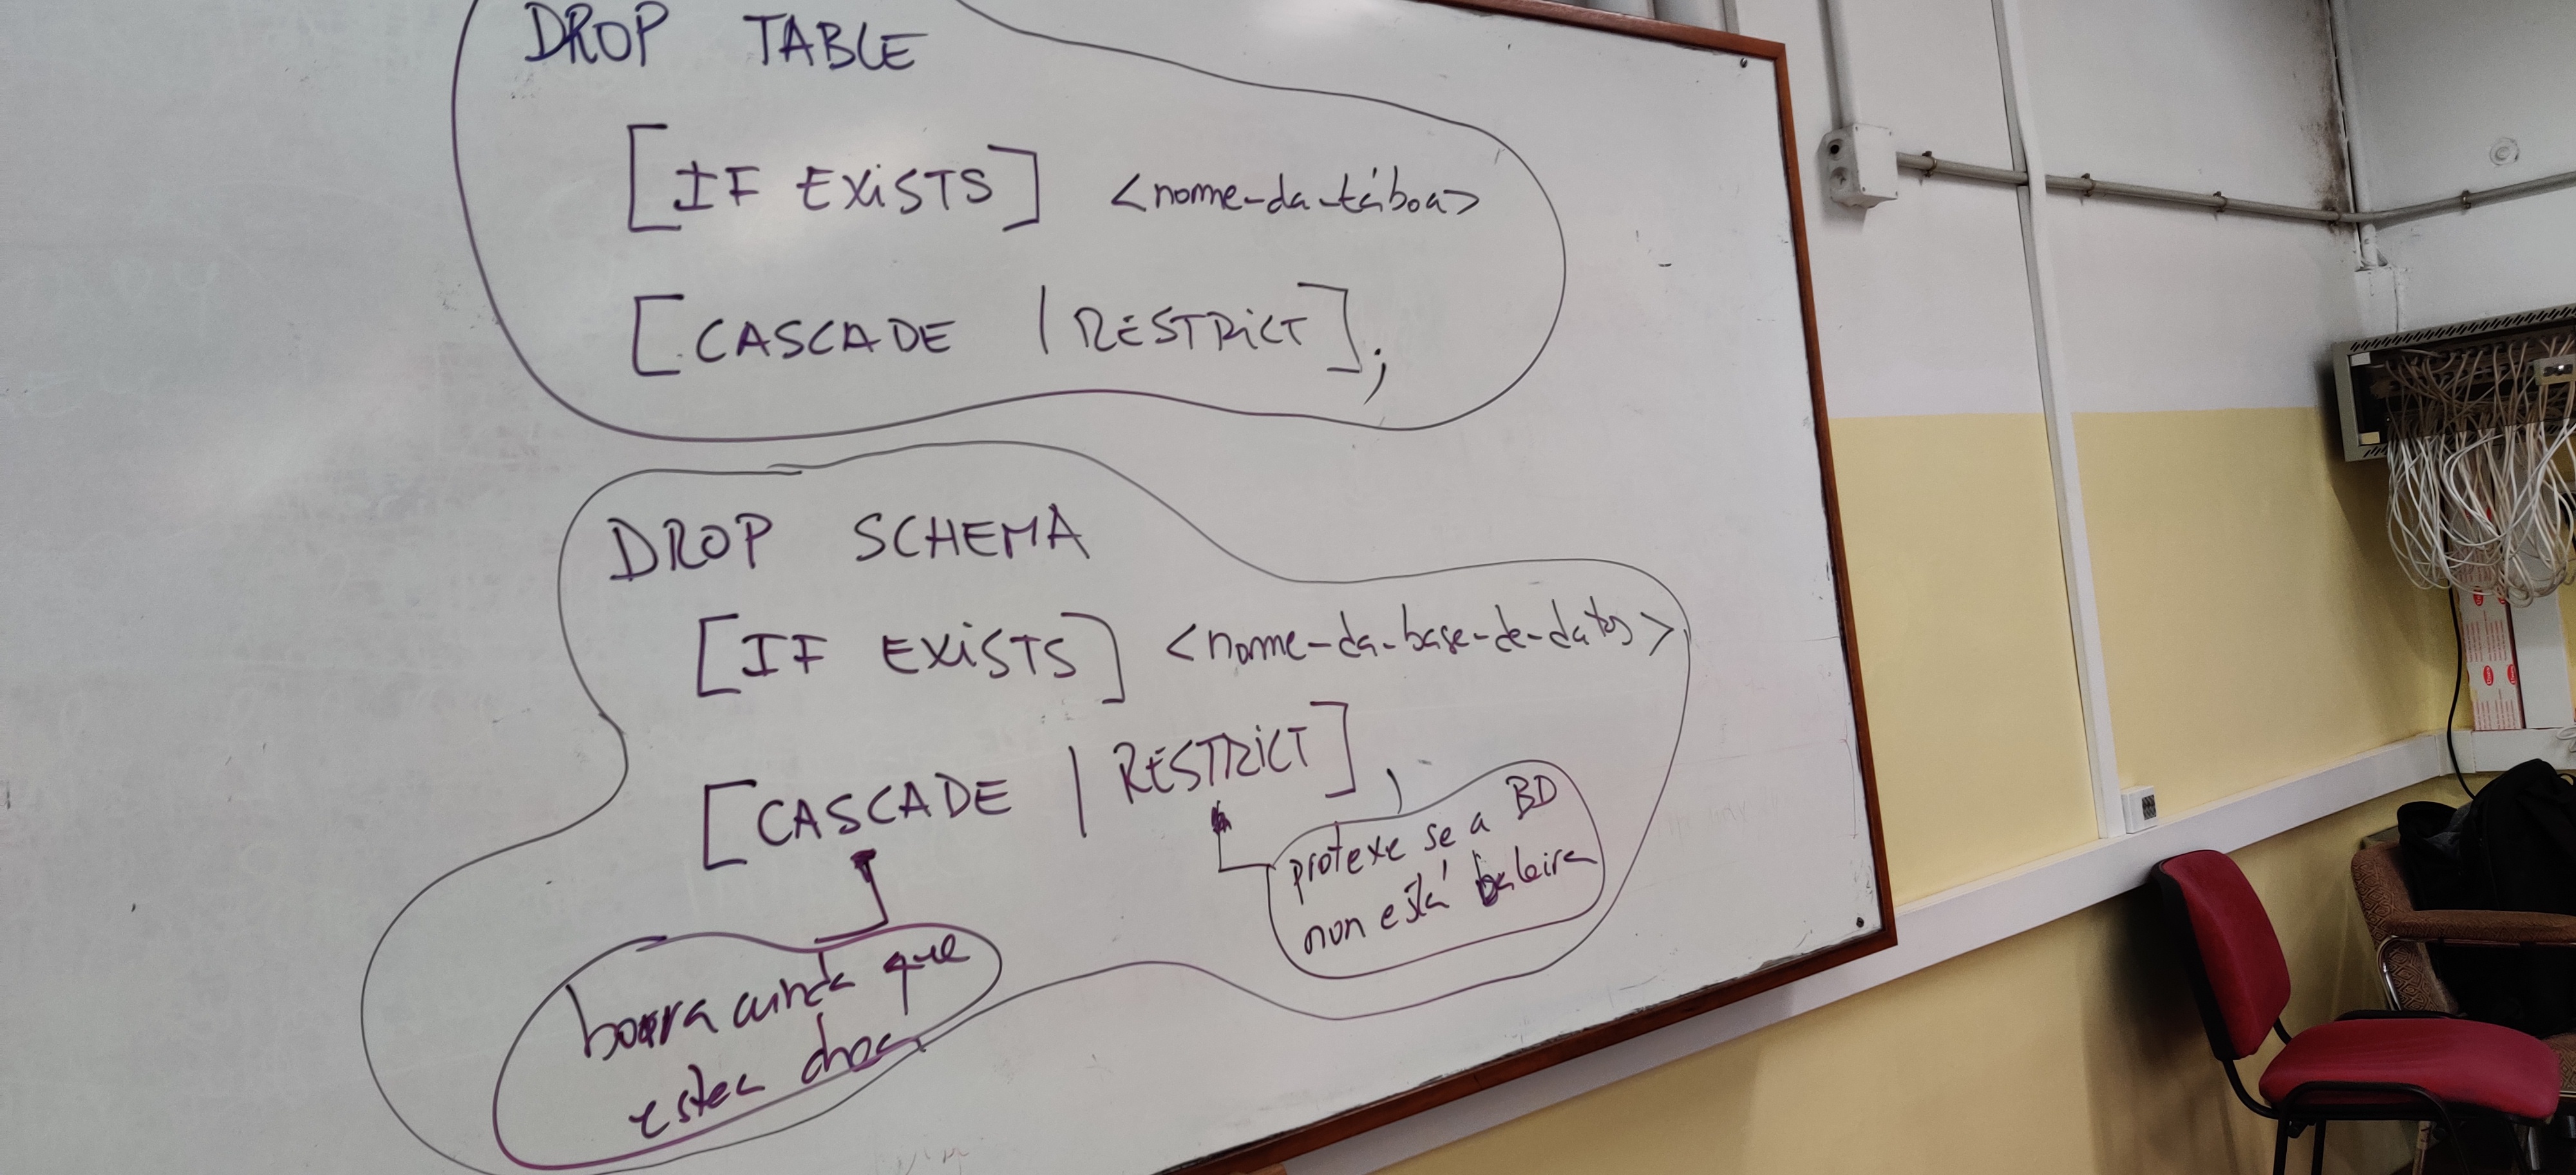 DROP TABLE
[IF EXiSTS] <nome-da-táboa>
[CASCADE | RESTRiCT];
DROP SCHEMA
[IF EXiSTS] <nome-da-base-de-datos>
[CASCADE | RESTRiCT]
protexe se a BD
non está baleira
borra ainda que
estea chea